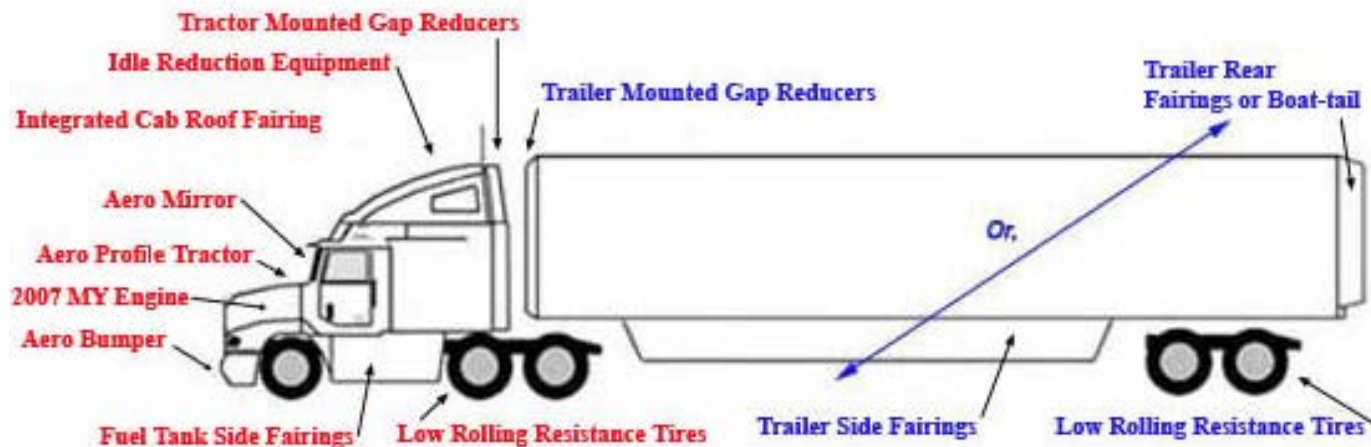 Tractor Mounted Gap Reducers
Idle Reduction Equipment
Integrated Cab Roof Fairing
Trailer Mounted Gap Reducers
Trailer Rear
Fairings or Boat-tail
Aero Mirror
Aero Profile Tractor
2007 MY Engine
Aero Bumper
Or,
Fuel Tank Side Fairings
Low Rolling Resistance Tires
Trailer Side Fairings
Low Rolling Resistance Tires